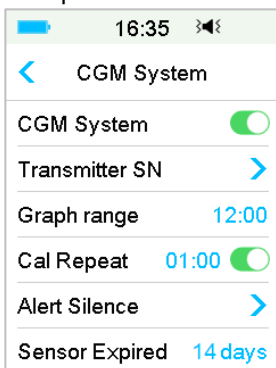 16:35
CGM System
CGM System
Transmitter SN
Graph range 12:00
Cal Repeat 01:00
Alert Silence
Sensor Expired 14 days